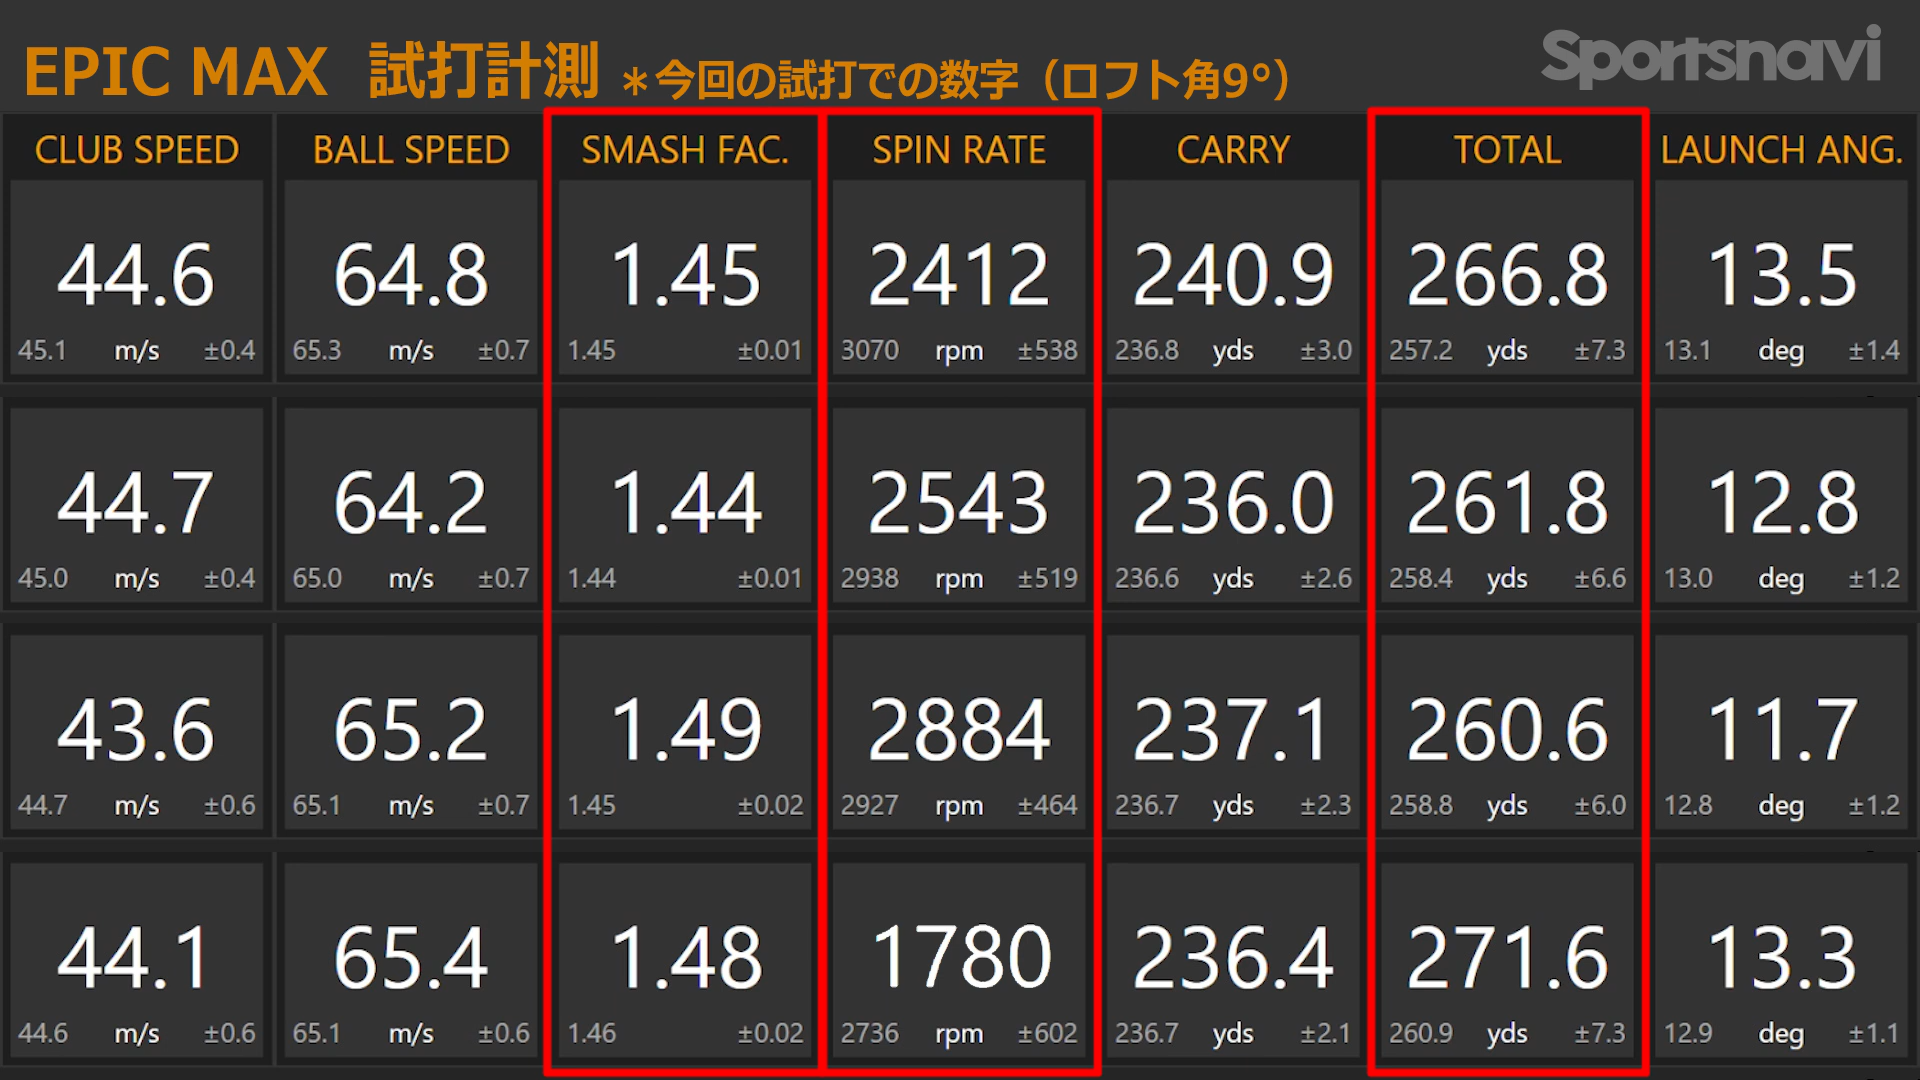 EPIC MAX 試打計測 *今回の試打での数字(ロフト角9°)
Sportsnavi
CLUB SPEED BALL SPEED SMASH FAC. SPIN RATE CARRY TOTAL LAUNCH ANG.
44.6 64.8 1.45 2412 240.9 266.8 13.5
45.1 m/s ±0.4 65.3 m/s ±0.7 1.45 ±0.01 3070 rpm ±538 236.8 yds ±3.0 257.2 yds ±7.3 13.1 deg ±1.4
44.7 64.2 1.44 2543 236.0 261.8 12.8
45.0 m/s ±0.4 65.0 m/s ±0.7 1.44 ±0.01 2938 rpm ±519 236.6 yds ±2.6 258.4 yds ±6.6 13.0 deg ±1.2
43.6 65.2 1.49 2884 237.1 260.6 11.7
44.7 m/s ±0.6 65.1 m/s ±0.7 1.45 ±0.02 2927 rpm ±464 236.7 yds ±2.3 258.8 yds ±6.0 12.8 deg ±1.2
44.1 65.4 1.48 1780 236.4 271.6 13.3
44.6 m/s ±0.6 65.1 m/s ±0.6 1.46 ±0.02 2736 rpm ±602 236.7 yds ±2.1 260.9 yds ±7.3 12.9 deg ±1.1